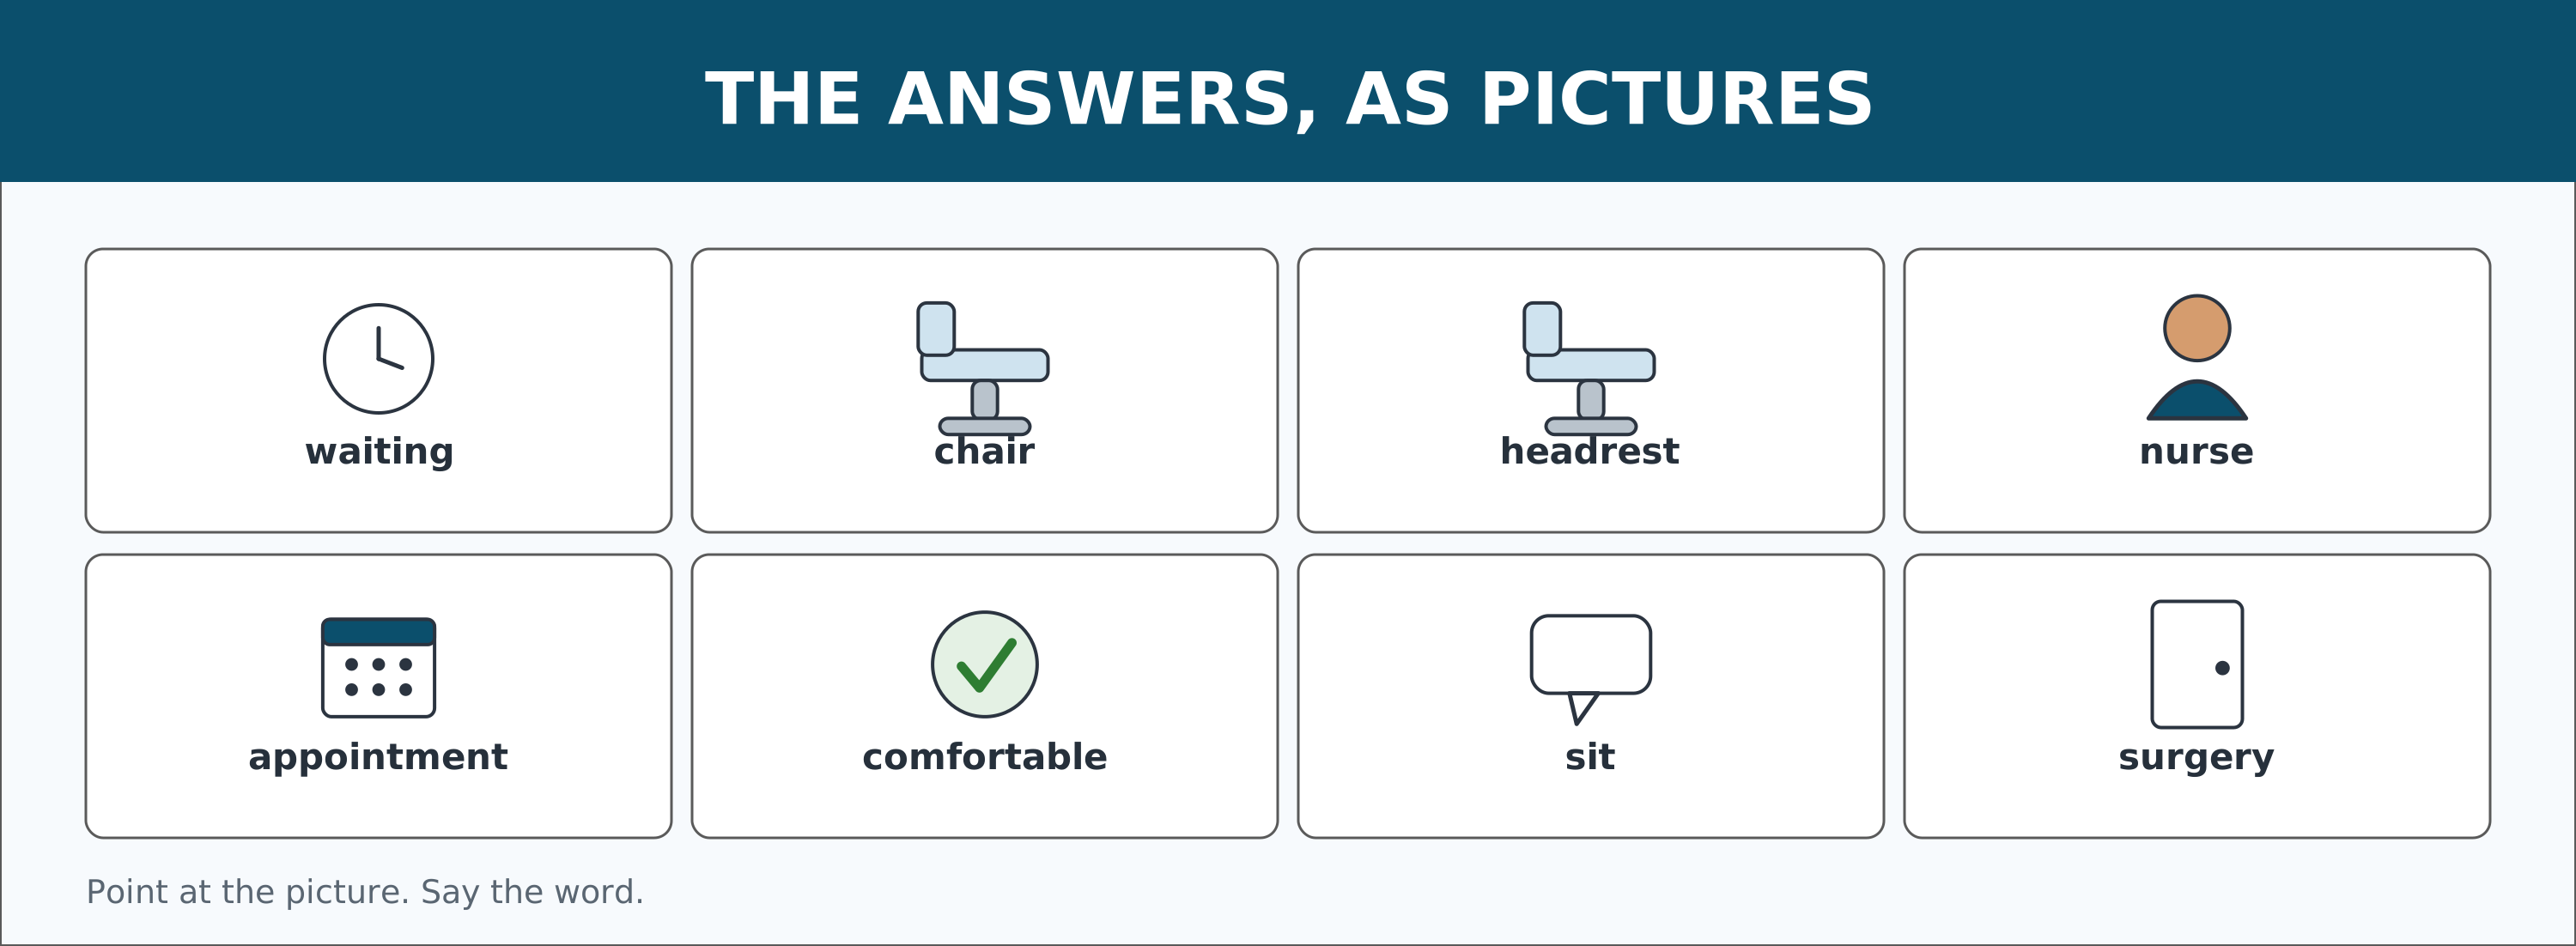 THE ANSWERS, AS PICTURES
waiting
chair
headrest
nurse
appointment
comfortable
sit
surgery
Point at the picture. Say the word.